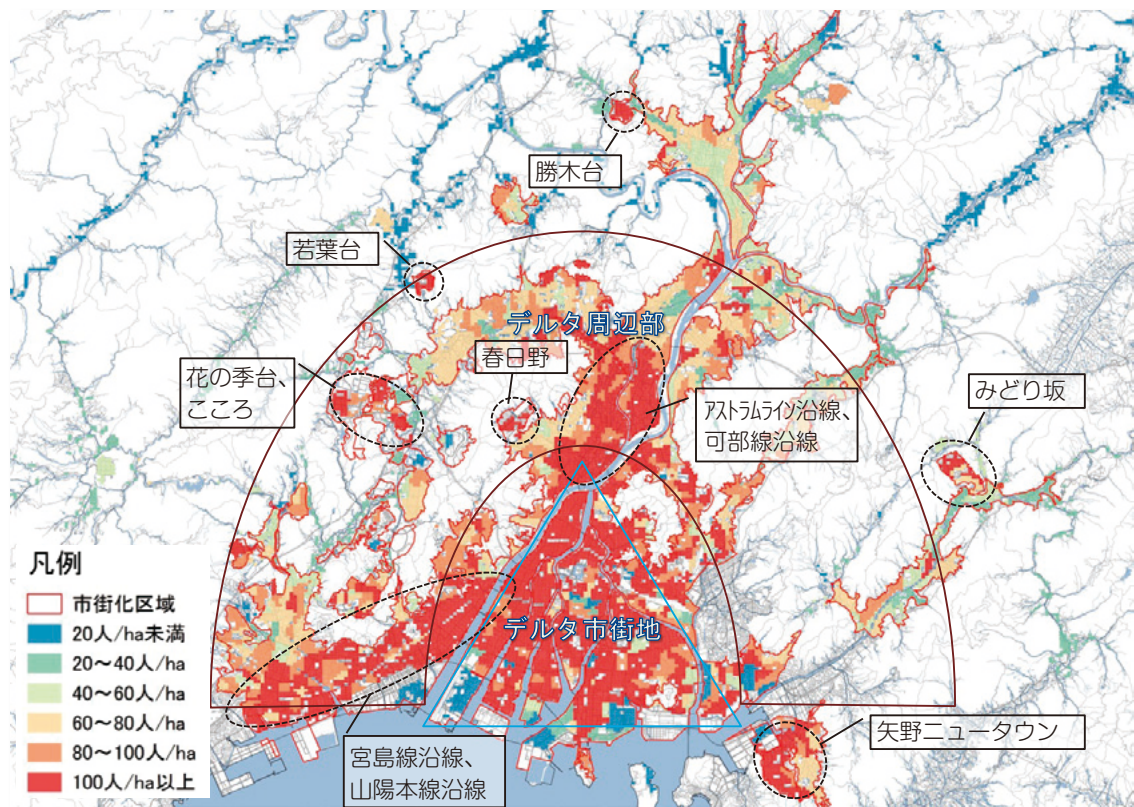 勝木台
若葉台
デルタ周辺部
春日野
花の季台、
こころ
みどり坂
アストラムライン沿線、
可部線沿線
凡例
市街化区域
20人/ha未満
20～40人/ha
40～60人/ha
60～80人/ha
80～100人/ha
100人/ha以上
デルタ市街地
宮島線沿線、
山陽本線沿線
矢野ニュータウン